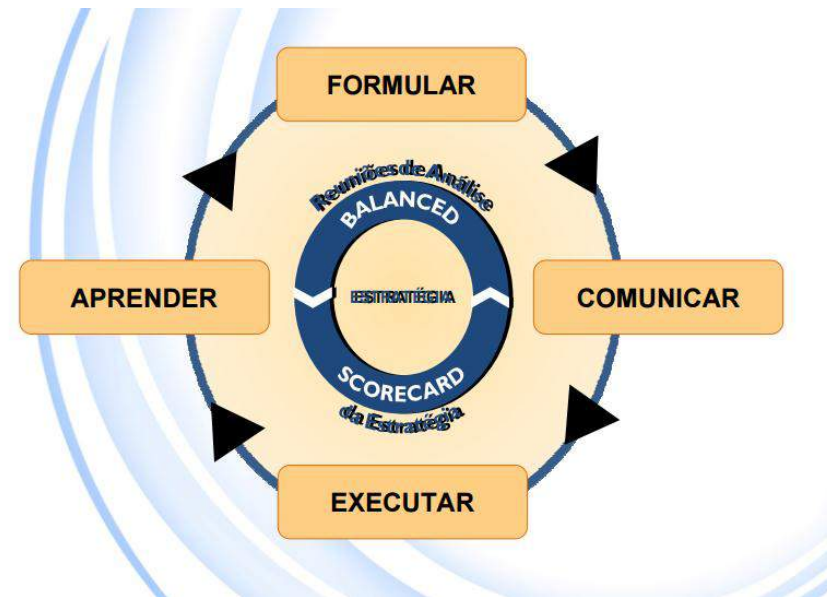 FORMULAR
Reuniões de Análise
BALANCED
APRENDER
ESTRATÉGIA
COMUNICAR
SCORECARD
da Estratégia
EXECUTAR